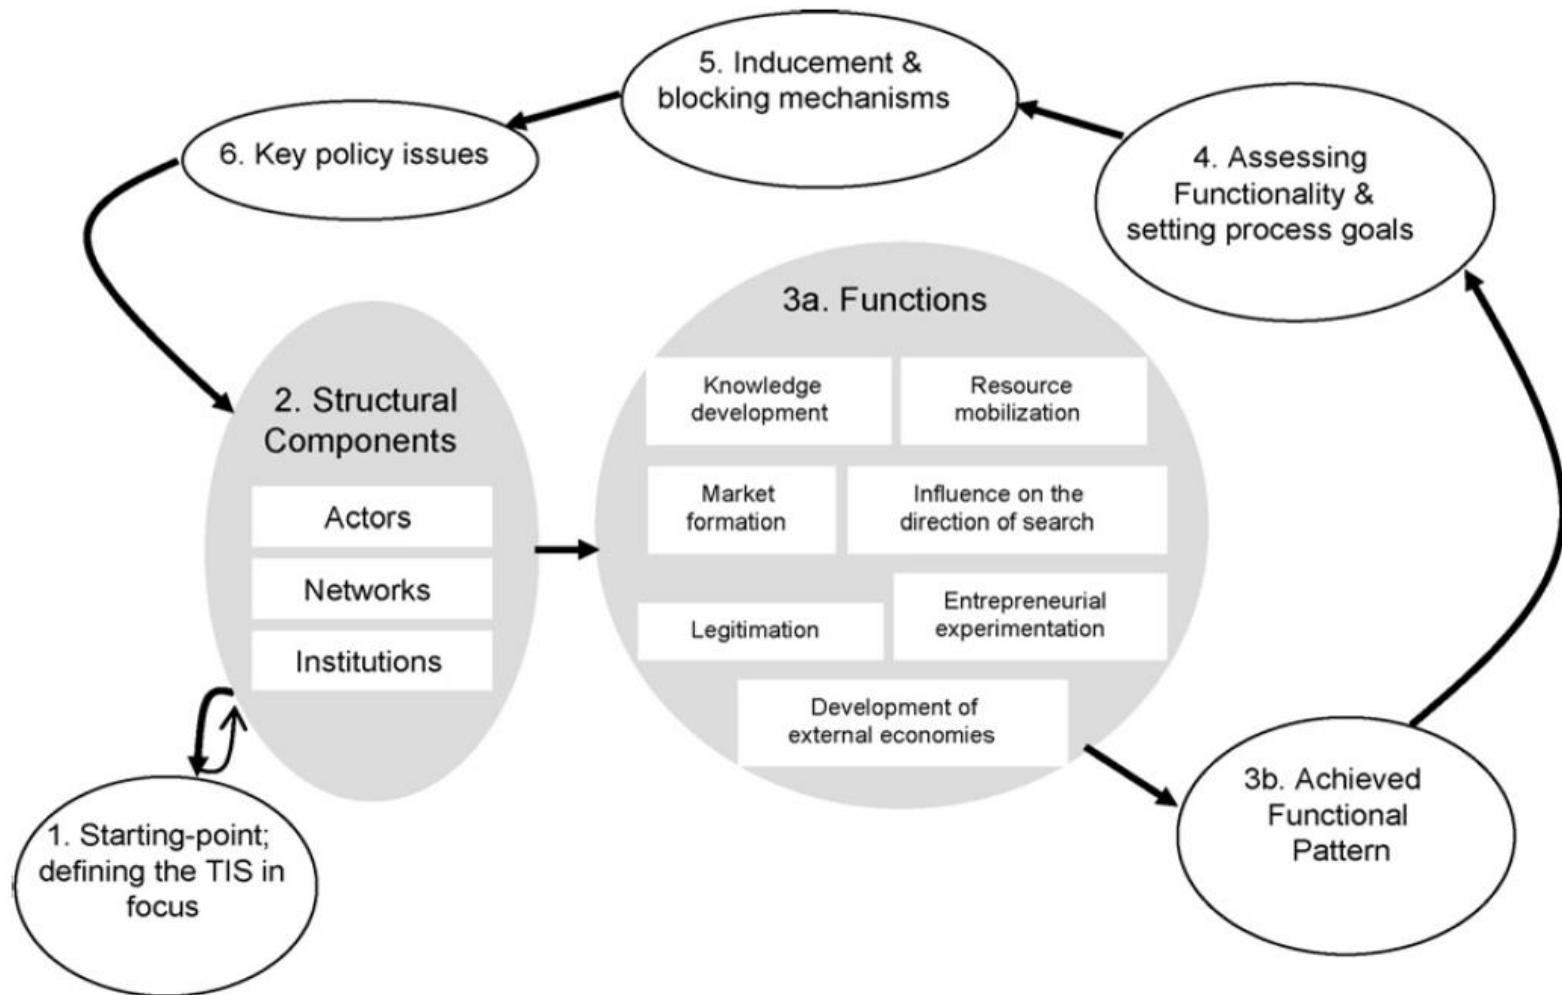 5. Inducement &
blocking mechanisms
6. Key policy issues
4. Assessing
Functionality &
setting process goals
3a. Functions
Knowledge
development
Resource
mobilization
Market
formation
Influence on the
direction of search
Legitimation
Entrepreneurial
experimentation
Development of
external economies
2. Structural
Components
Actors
Networks
Institutions
1. Starting-point;
defining the TIS in
focus
3b. Achieved
Functional
Pattern